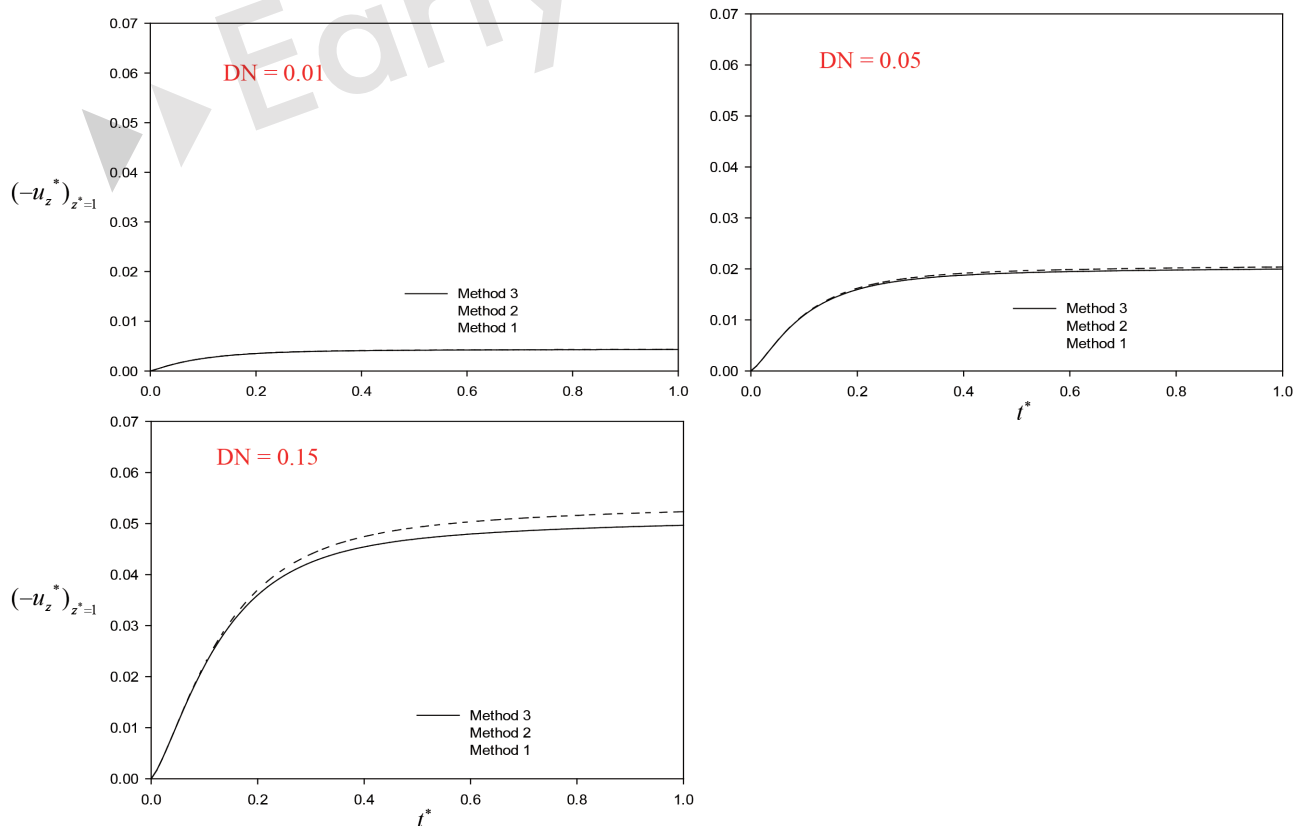 Early
DN = 0.01
0.07
0.06
0.05
0.04
0.03
0.02
0.01
0.00
(−u_z^*)_{z^*=1}
Method 3
Method 2
Method 1
0.0 0.2 0.4 0.6 0.8 1.0
DN = 0.05
0.07
0.06
0.05
0.04
0.03
0.02
0.01
0.00
Method 3
Method 2
Method 1
0.0 0.2 0.4 0.6 0.8 1.0
t^*
DN = 0.15
0.07
0.06
0.05
0.04
0.03
0.02
0.01
0.00
(−u_z^*)_{z^*=1}
Method 3
Method 2
Method 1
0.0 0.2 0.4 0.6 0.8 1.0
t^*